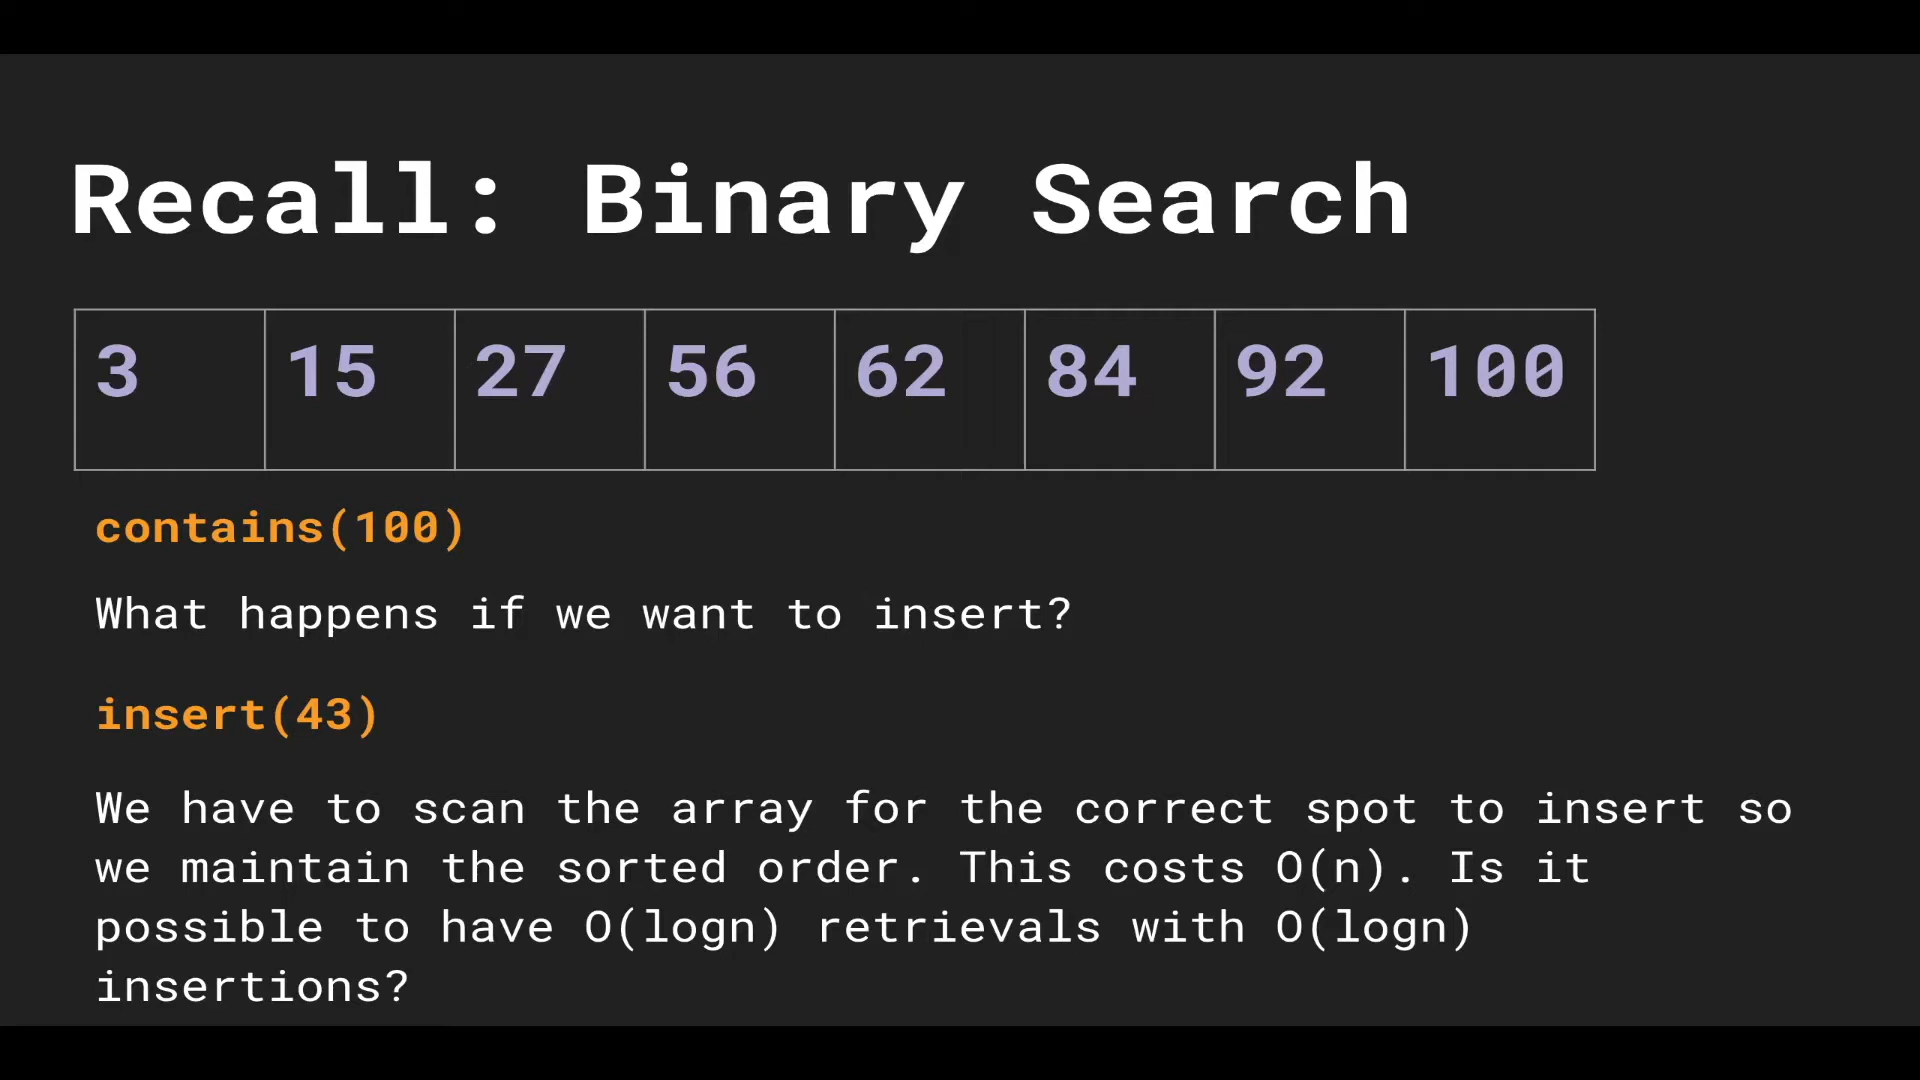 Recall: Binary Search
3 15 27 56 62 84 92 100
contains(100)
What happens if we want to insert?
insert(43)
We have to scan the array for the correct spot to insert so
we maintain the sorted order. This costs O(n). Is it
possible to have O(logn) retrievals with O(logn)
insertions?